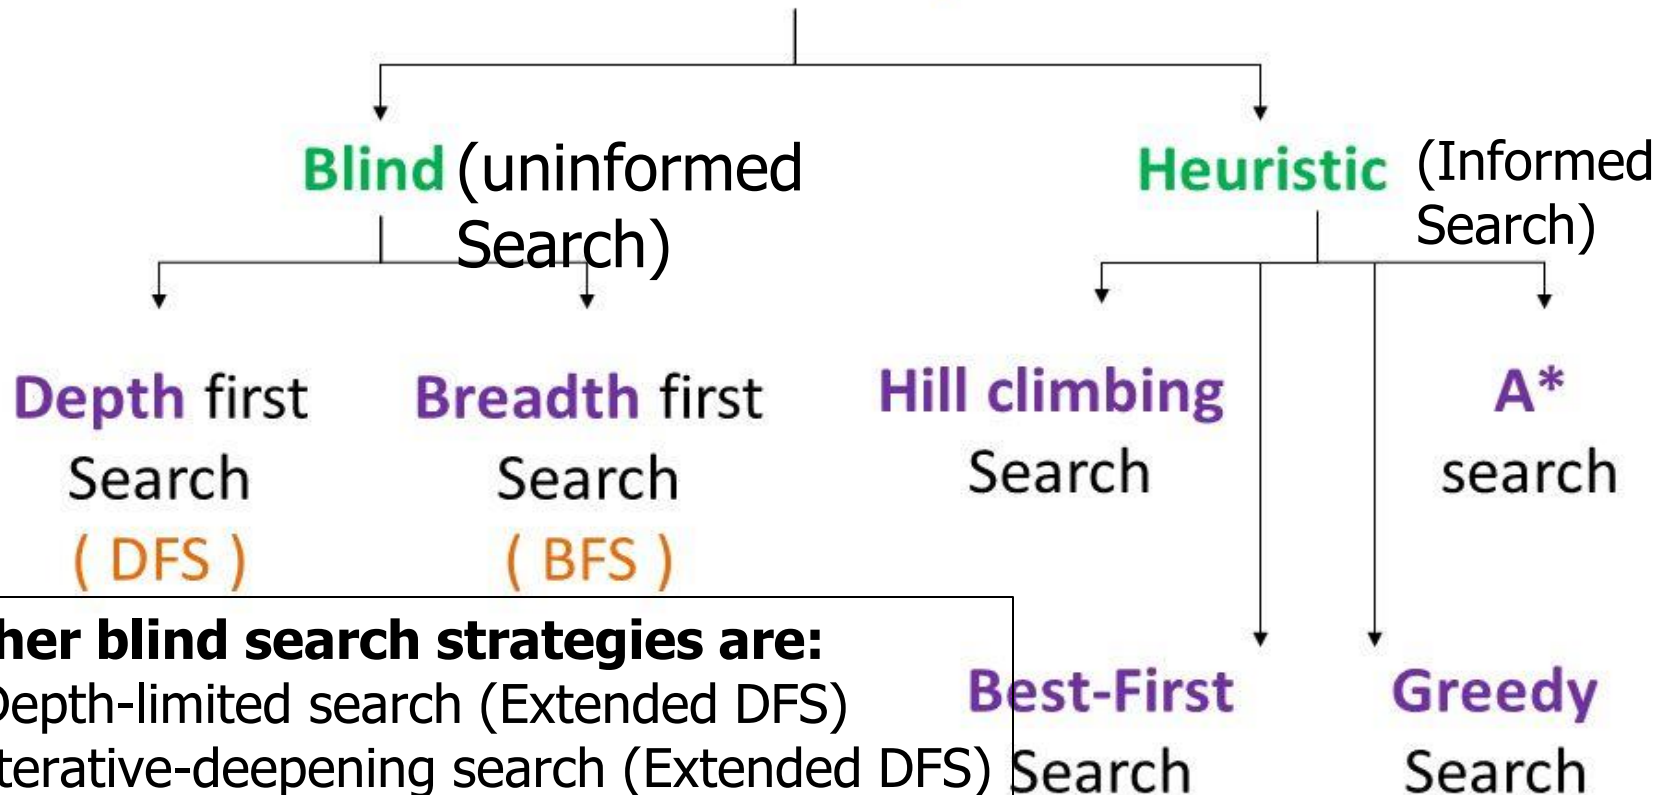 Blind (uninformed
Search)
Heuristic (Informed
Search)
Depth first
Search
( DFS )
Breadth first
Search
( BFS )
Hill climbing
Search
A*
search
her blind search strategies are:
Depth-limited search (Extended DFS)
terative-deepening search (Extended DFS)
Best-First
Search
Greedy
Search